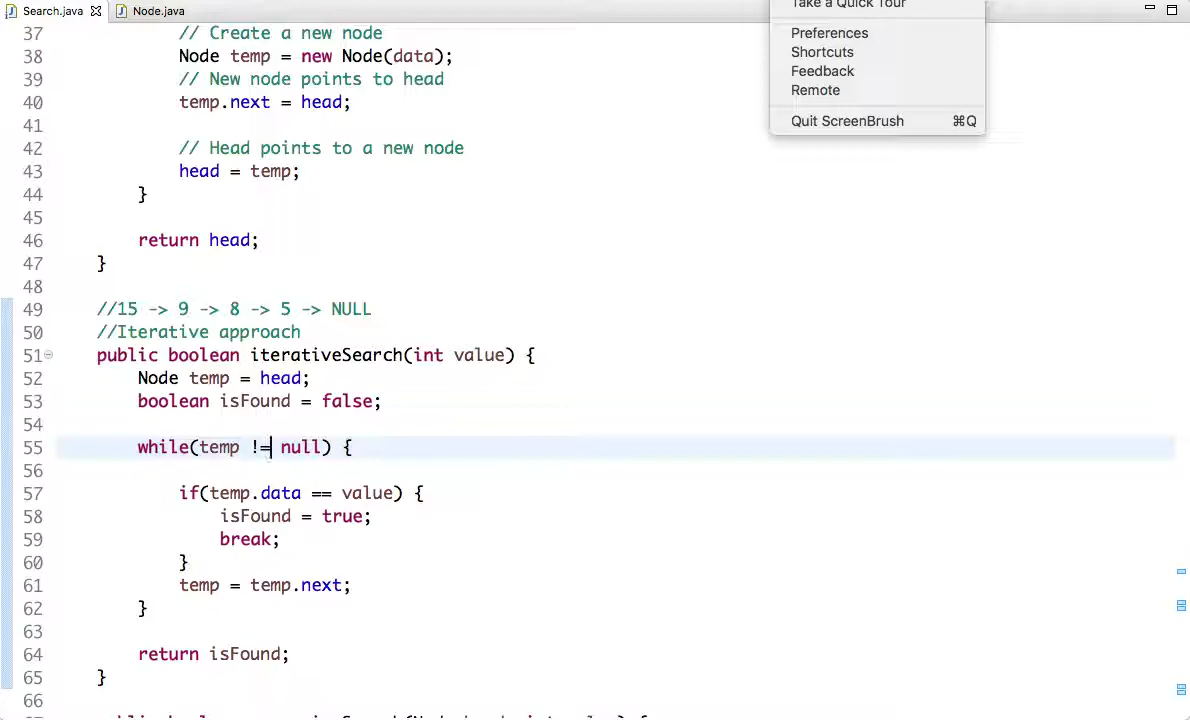 Search.java Node.java
Take a Quick Tour
Preferences
Shortcuts
Feedback
Remote
Quit ScreenBrush ⌘Q
37 // Create a new node
38 Node temp = new Node(data);
39 // New node points to head
40 temp.next = head;
41
42 // Head points to a new node
43 head = temp;
44 }
45
46 return head;
47 }
48
49 //15 -> 9 -> 8 -> 5 -> NULL
50 //Iterative approach
51 public boolean iterativeSearch(int value) {
52 Node temp = head;
53 boolean isFound = false;
54
55 while(temp != null) {
56
57 if(temp.data == value) {
58 isFound = true;
59 break;
60 }
61 temp = temp.next;
62 }
63
64 return isFound;
65 }
66